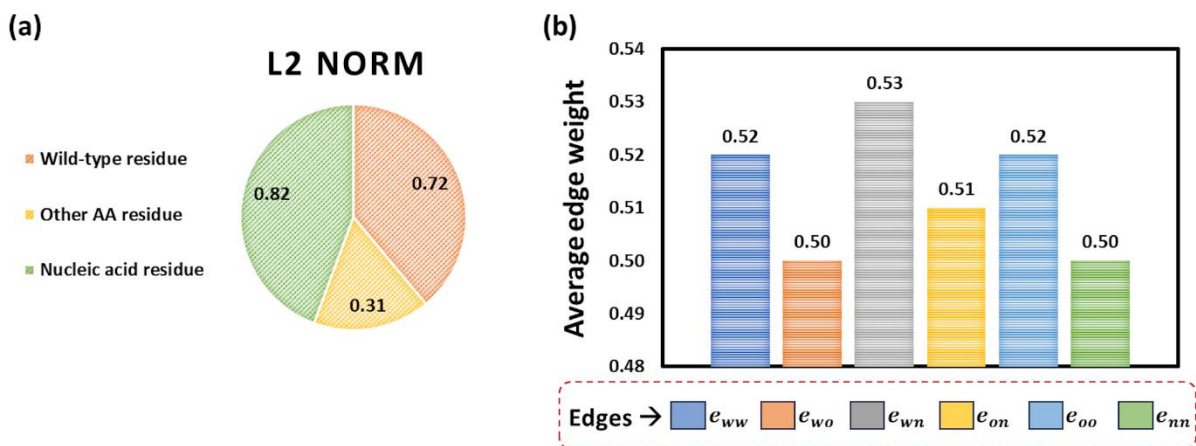 (a)
L2 NORM
Wild-type residue
Other AA residue
Nucleic acid residue
0.82
0.72
0.31
(b)
Average edge weight
0.54
0.53
0.52
0.51
0.50
0.49
0.48
0.52
0.50
0.53
0.51
0.52
0.50
Edges → e_ww e_wo e_wn e_on e_oo e_nn